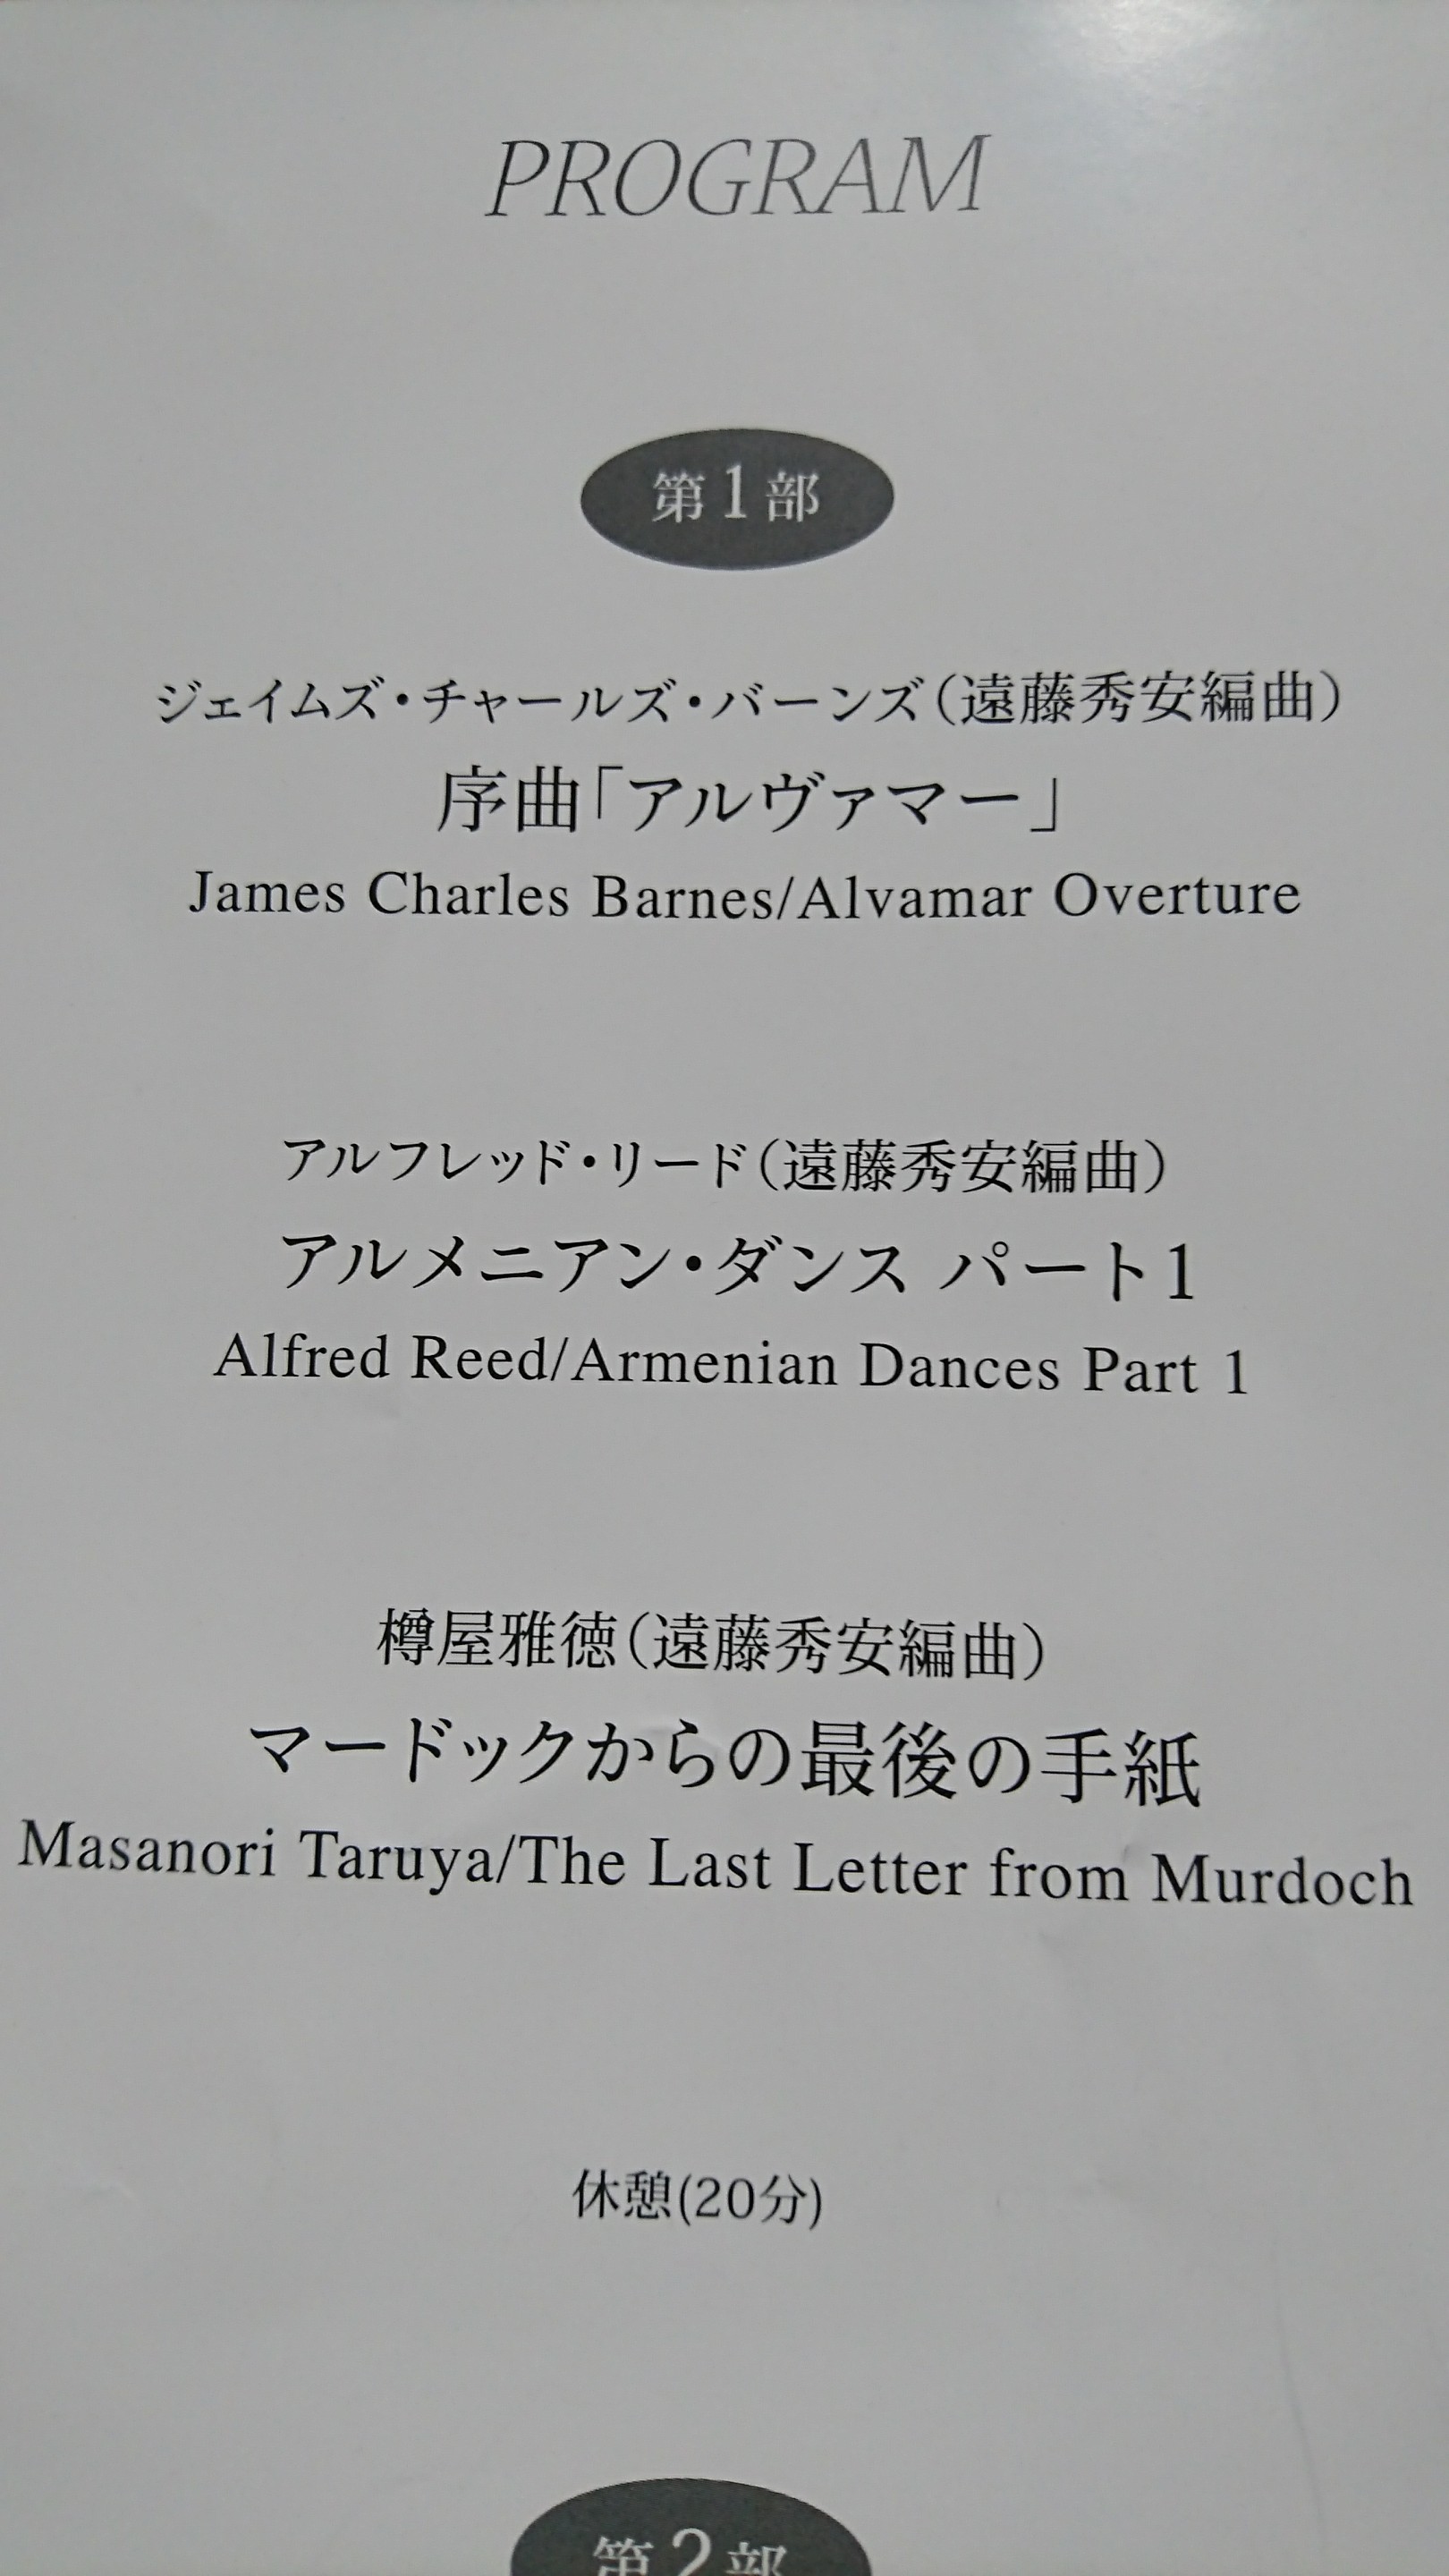 PROGRAM
第1部
ジェイムズ・チャールズ・バーンズ（遠藤秀安編曲）
序曲「アルヴァマー」
James Charles Barnes/Alvamar Overture
アルフレッド・リード（遠藤秀安編曲）
アルメニアン・ダンス パート1
Alfred Reed/Armenian Dances Part 1
樽屋雅徳（遠藤秀安編曲）
マードックからの最後の手紙
Masanori Taruya/The Last Letter from Murdoch
休憩(20分)
第2部